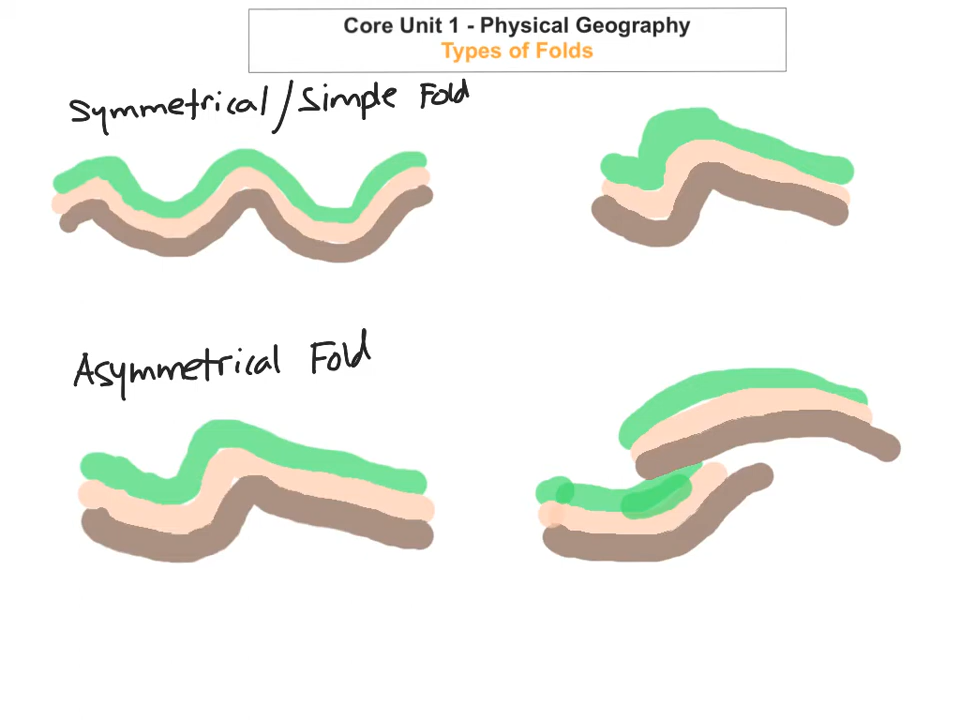 Core Unit 1 - Physical Geography
Types of Folds
Symmetrical/Simple Fold
Asymmetrical Fold